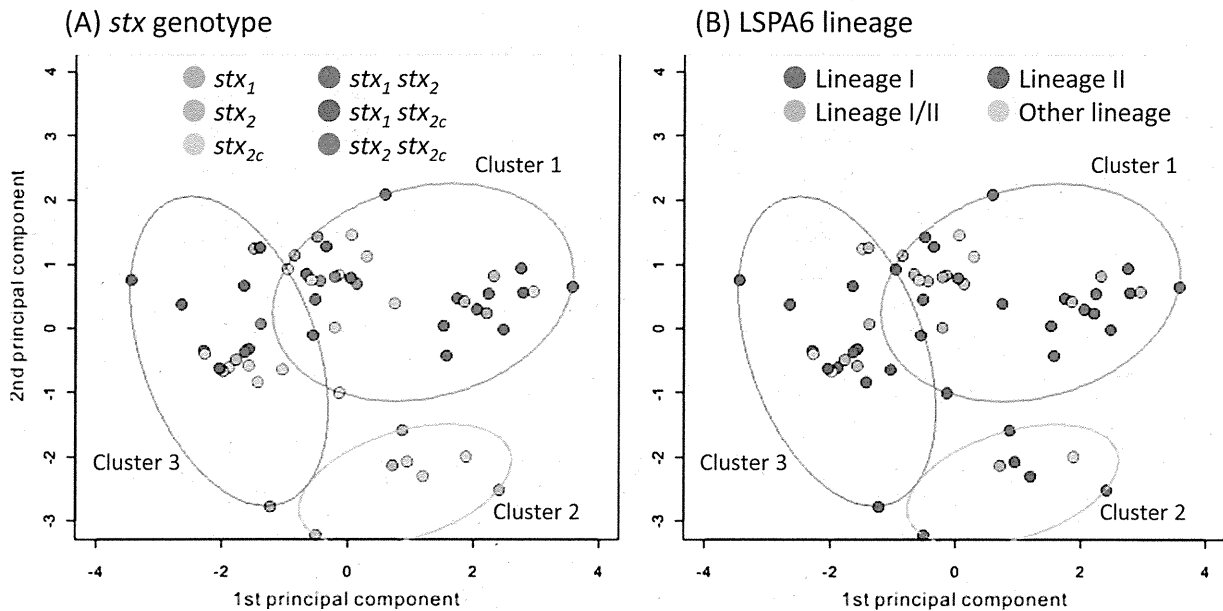 (A) stx genotype
stx1
stx1 stx2
stx2
stx1 stx2c
stx2c
stx2 stx2c
Cluster 1
Cluster 3
Cluster 2
2nd principal component
4
3
2
1
0
-1
-2
-3
-4
-2
0
2
4
1st principal component
(B) LSPA6 lineage
Lineage I
Lineage II
Lineage I/II
Other lineage
Cluster 1
Cluster 3
Cluster 2
4
3
2
1
0
-1
-2
-3
-4
-2
0
2
4
1st principal component